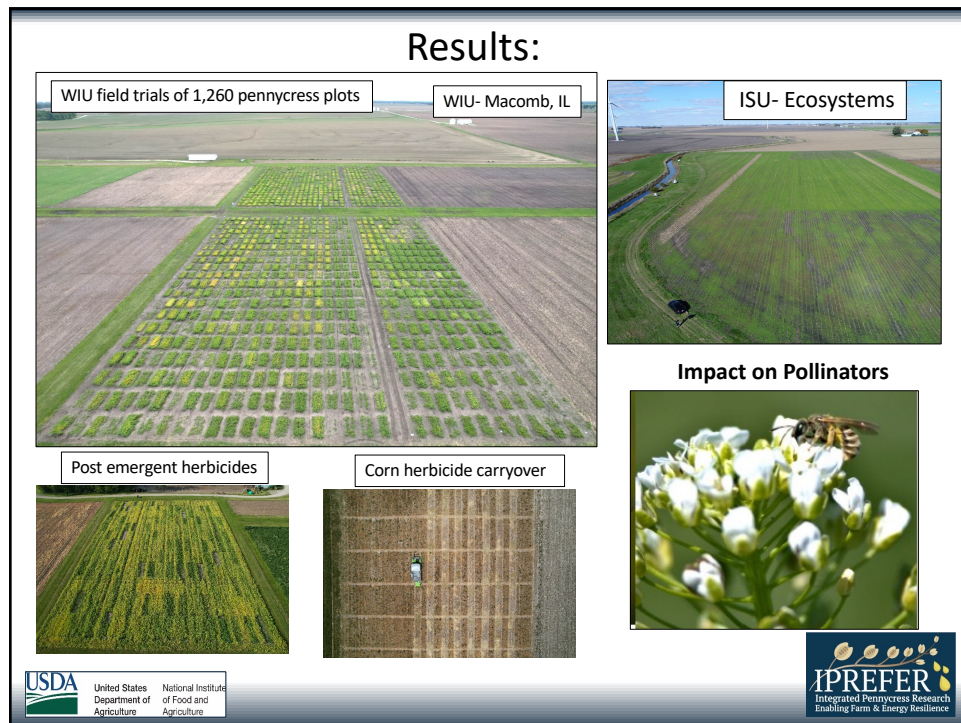 Results:
WIU field trials of 1,260 pennycress plots
WIU- Macomb, IL
ISU- Ecosystems
Impact on Pollinators
Post emergent herbicides
Corn herbicide carryover
USDA
United States
Department of
Agriculture
National Institute
of Food and
Agriculture
IPREFER
Integrated Pennycress Research
Enabling Farm & Energy Resilience